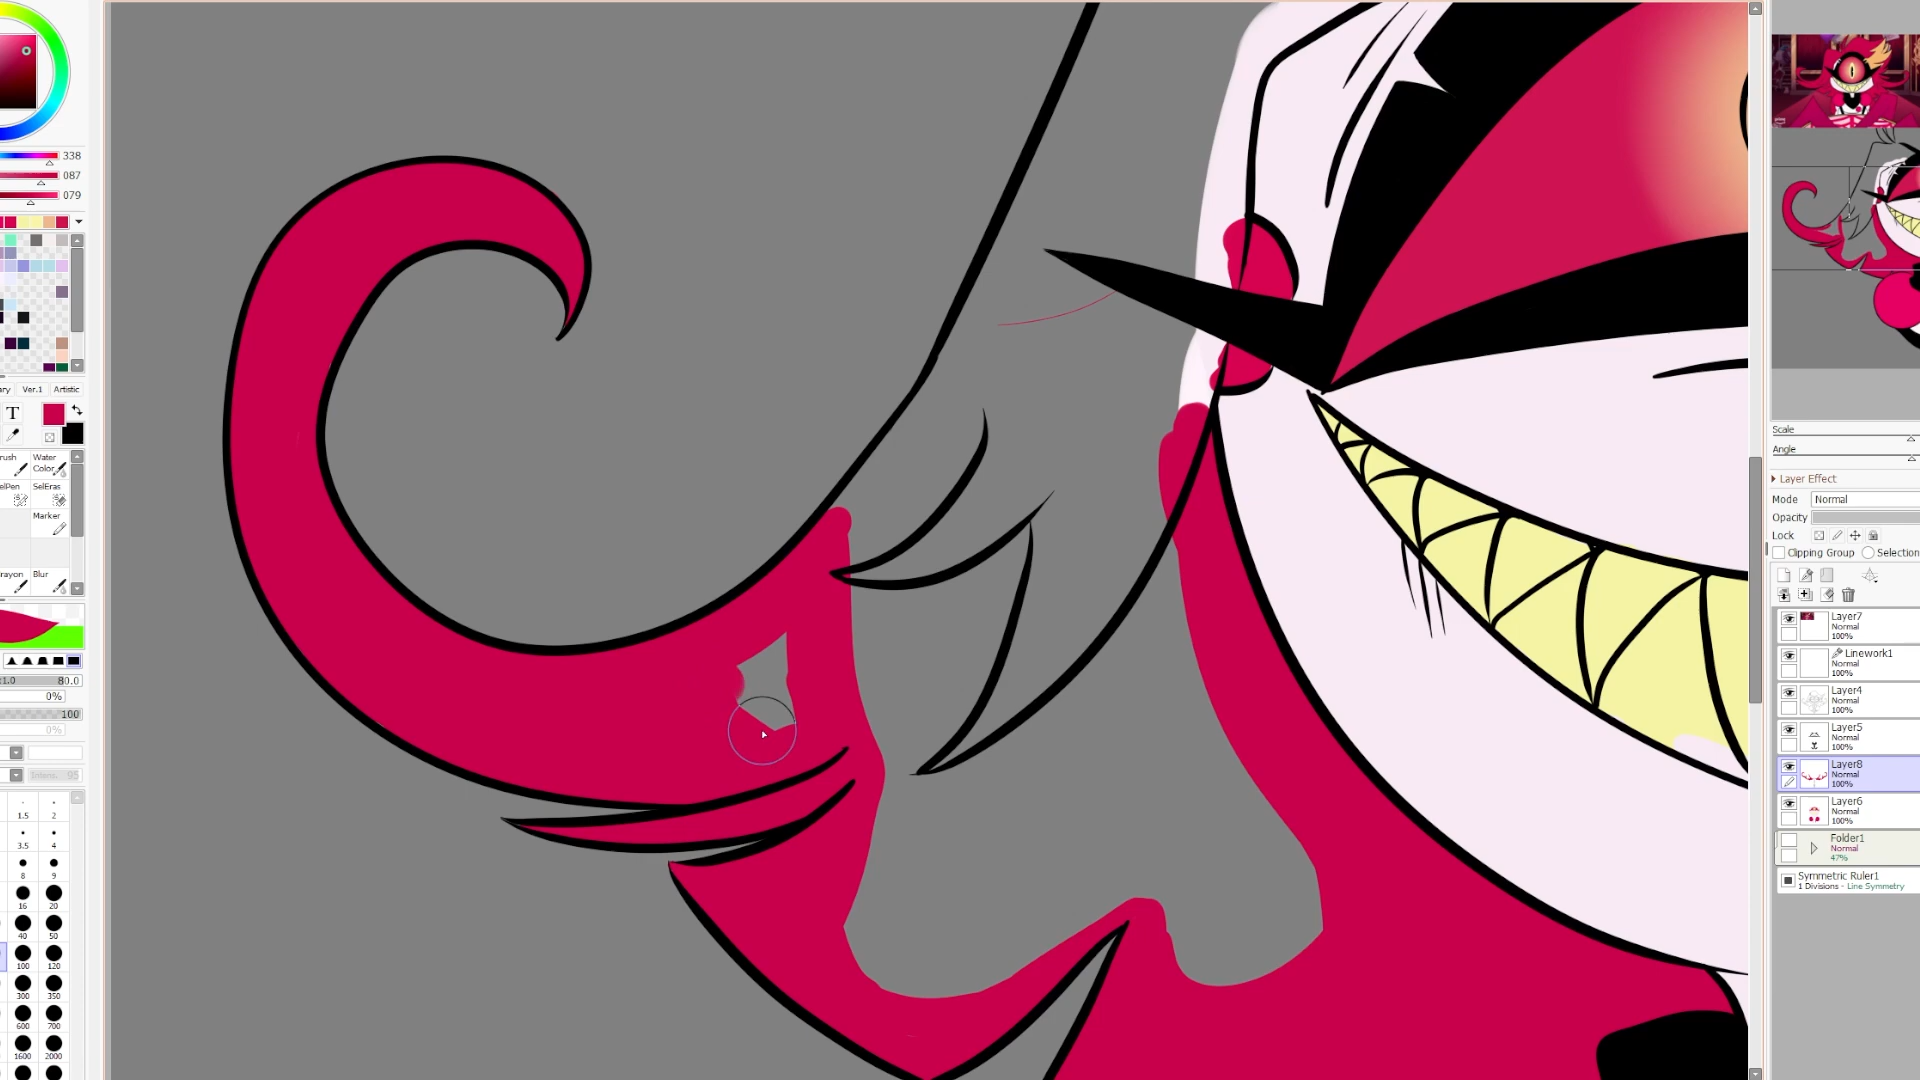 338
087
079
Ver.1 Artistic
T
Water
Color
SelEras
Marker
Blur
80.0
0%
100
0%
1.5 2
3.5 4
8 9
16 20
40 50
100 120
300 350
600 700
1600 2000
Scale
Angle
Layer Effect
Mode Normal
Opacity
Lock
Clipping Group Selection
Layer7
Normal
100%
Linework1
Normal
100%
Layer4
Normal
100%
Layer5
Normal
100%
Layer8
Normal
100%
Layer6
Normal
100%
Folder1
Normal
47%
Symmetric Ruler1
1 Divisions - Line Symmetry